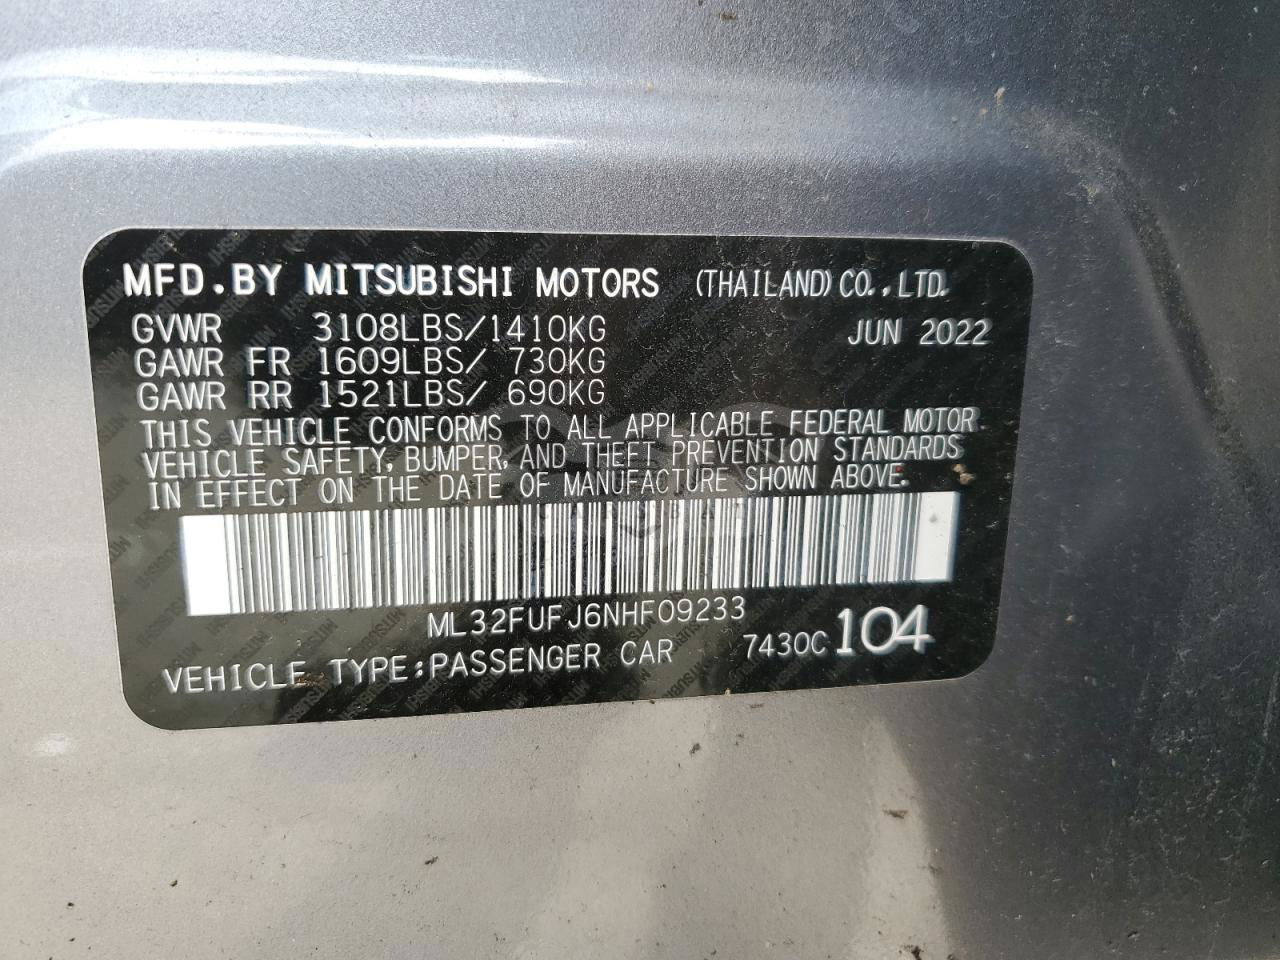 MFD.BY MITSUBISHI MOTORS (THAILAND) CO.,LTD.
GVWR 3108LBS/1410KG JUN 2022
GAWR FR 1609LBS/ 730KG
GAWR RR 1521LBS/ 690KG
THIS VEHICLE CONFORMS TO ALL APPLICABLE FEDERAL MOTOR
VEHICLE SAFETY, BUMPER, AND THEFT PREVENTION STANDARDS
IN EFFECT ON THE DATE OF MANUFACTURE SHOWN ABOVE.
ML32FUFJ6NHF09233
VEHICLE TYPE:PASSENGER CAR 7430C 104